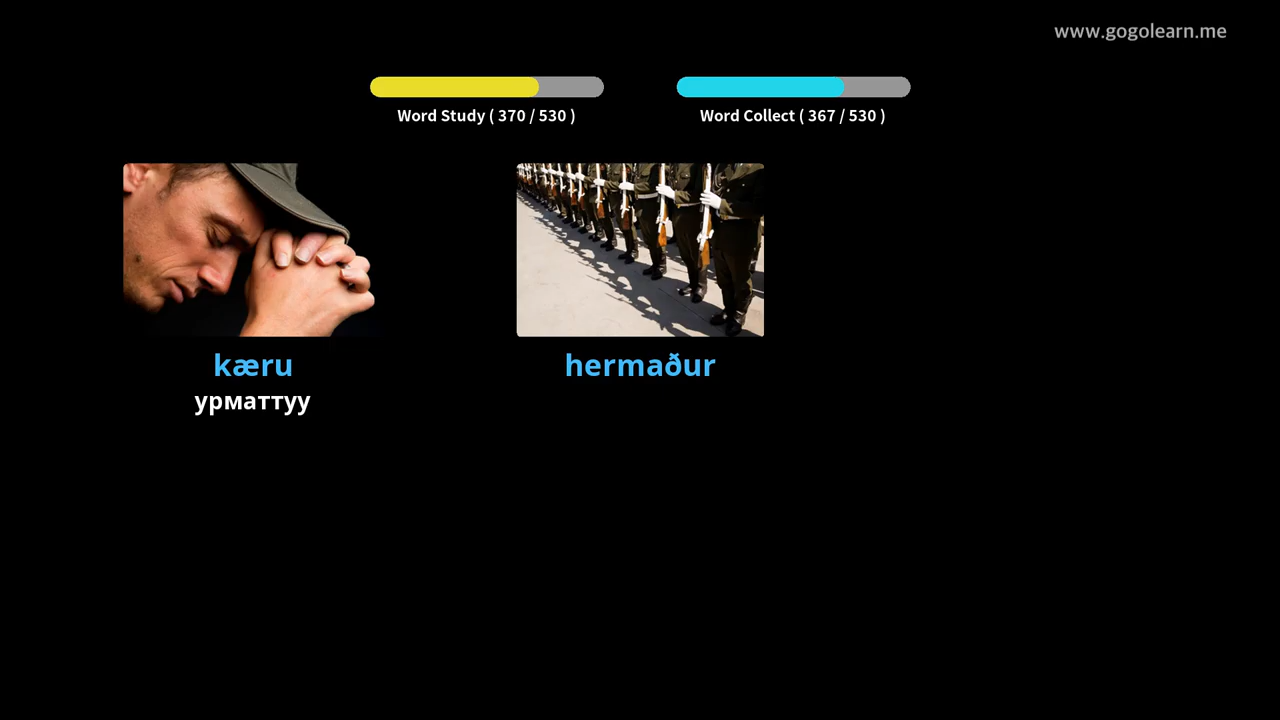 www.gogolearn.me
Word Study ( 370 / 530 )
Word Collect ( 367 / 530 )
kæru
урматтуу
hermaður